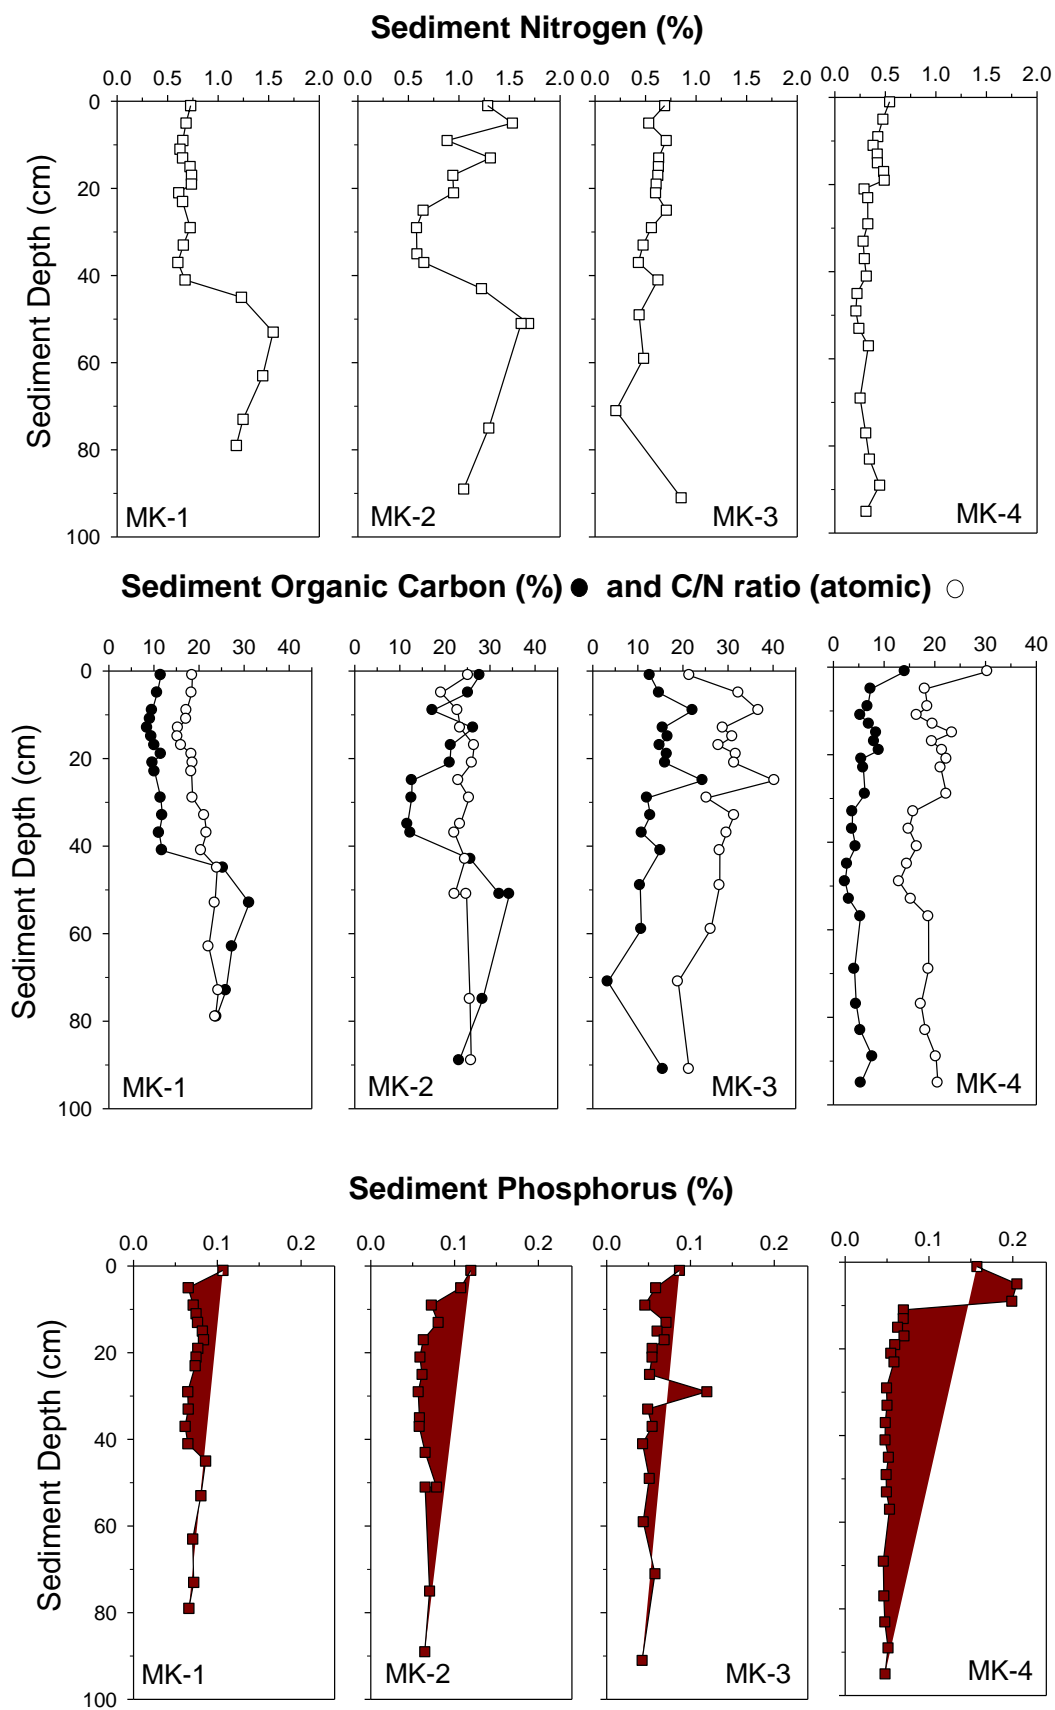 Sediment Nitrogen (%)
0.0 0.5 1.0 1.5 2.0 0.0 0.5 1.0 1.5 2.0 0.0 0.5 1.0 1.5 2.0 0.0 0.5 1.0 1.5 2.0
0
20
40
60
80
100
Sediment Depth (cm)
MK-1 MK-2 MK-3 MK-4
Sediment Organic Carbon (%) and C/N ratio (atomic)
0 10 20 30 40 0 10 20 30 40 0 10 20 30 40 0 10 20 30 40
0
20
40
60
80
100
Sediment Depth (cm)
MK-1 MK-2 MK-3 MK-4
Sediment Phosphorus (%)
0.0 0.1 0.2 0.0 0.1 0.2 0.0 0.1 0.2 0.0 0.1 0.2
0
20
40
60
80
100
Sediment Depth (cm)
MK-1 MK-2 MK-3 MK-4